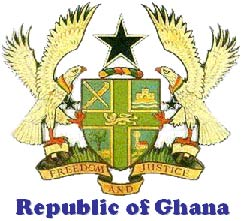 FREEDOM AND JUSTICE
Republic of Ghana